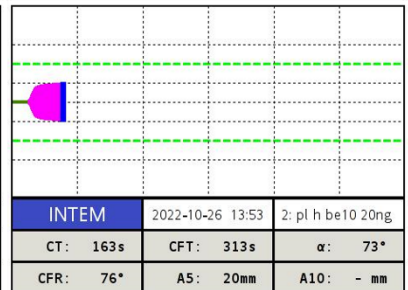 INTEM 2022-10-26 13:53 2: pl h be10 20ng
CT: 163s CFT: 313s α: 73°
CFR: 76° A5: 20mm A10: - mm